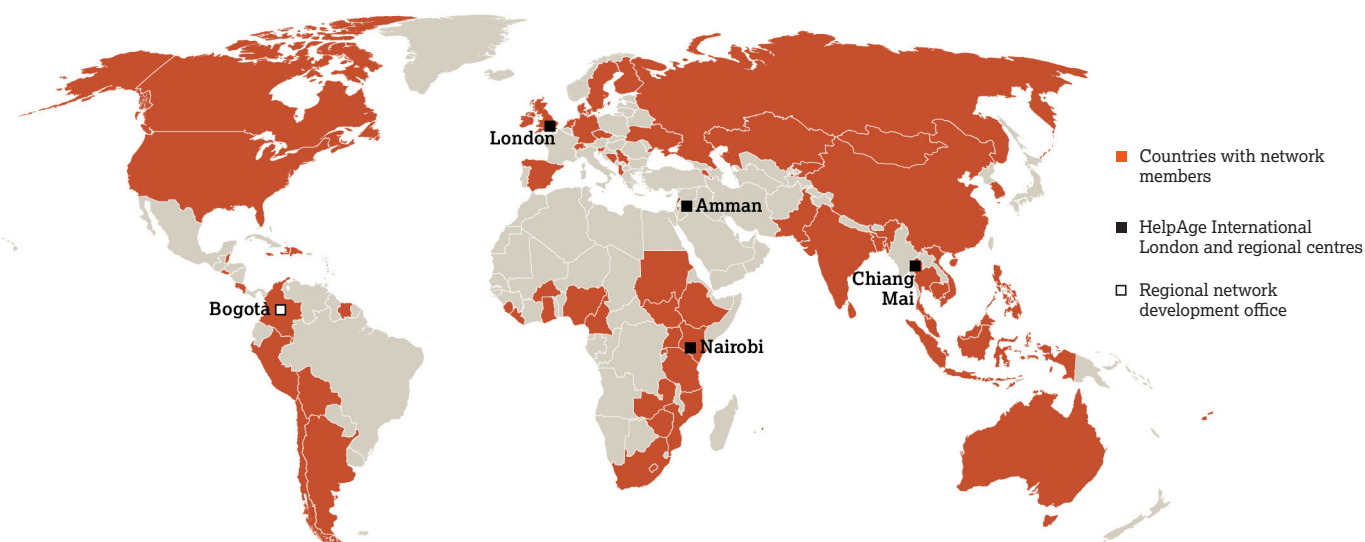 London
Amman
Chiang
Mai
Bogotà
Nairobi
Countries with network
members
HelpAge International
London and regional centres
Regional network
development office